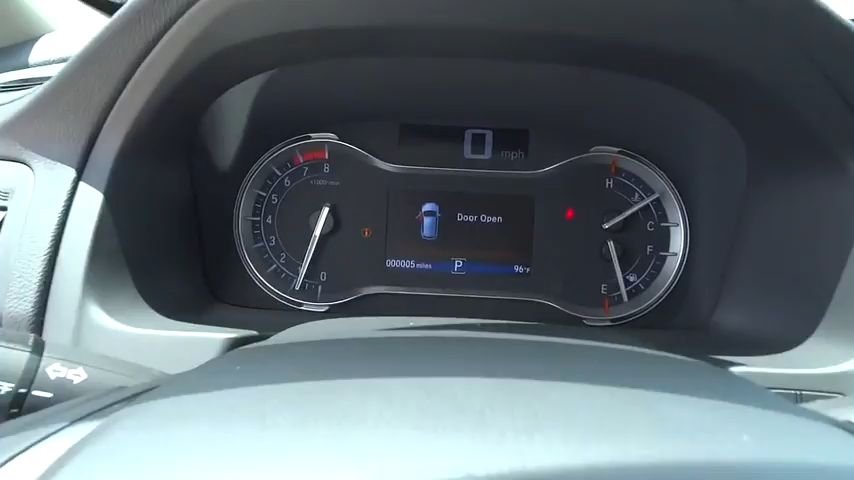 0 mph
8
7
6
5
4
3
2
1
0
x1000r/min
Door Open
000005 miles
P
96°F
H
C
F
E